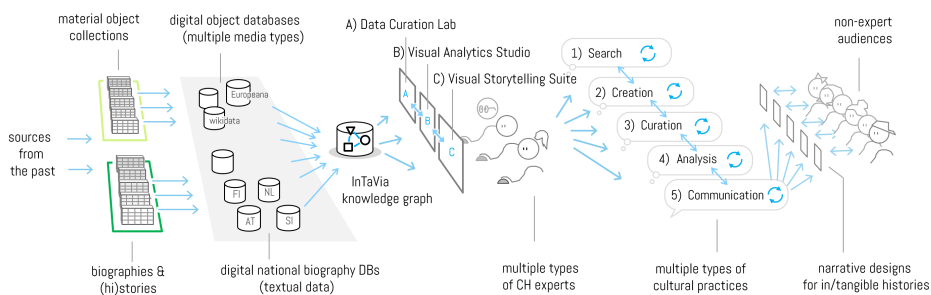 material object
collections
digital object databases
(multiple media types)
A) Data Curation Lab
B) Visual Analytics Studio
C) Visual Storytelling Suite
non-expert
audiences
1) Search
2) Creation
3) Curation
4) Analysis
5) Communication
Europeana
wikidata
A
B
C
sources
from
the past
FI
NL
AT
SI
InTaVia
knowledge graph
biographies &
(hi)stories
digital national biography DBs
(textual data)
multiple types
of CH experts
multiple types of
cultural practices
narrative designs
for in/tangible histories